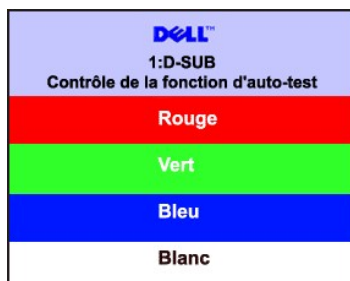 DELL™
1:D-SUB
Contrôle de la fonction d'auto-test
Rouge
Vert
Bleu
Blanc